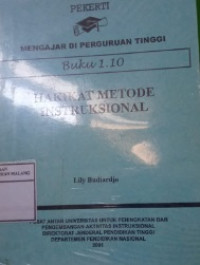 PEKERTI
MENGAJAR DI PERGURUAN TINGGI
Buku 1.10
HAKIKAT METODE
INSTRUKSIONAL
Lily Budiardjo
PUSAT ANTAR UNIVERSITAS UNTUK PENINGKATAN DAN
PENGEMBANGAN AKTIVITAS INSTRUKSIONAL
DIREKTORAT JENDERAL PENDIDIKAN TINGGI
DEPARTEMEN PENDIDIKAN NASIONAL